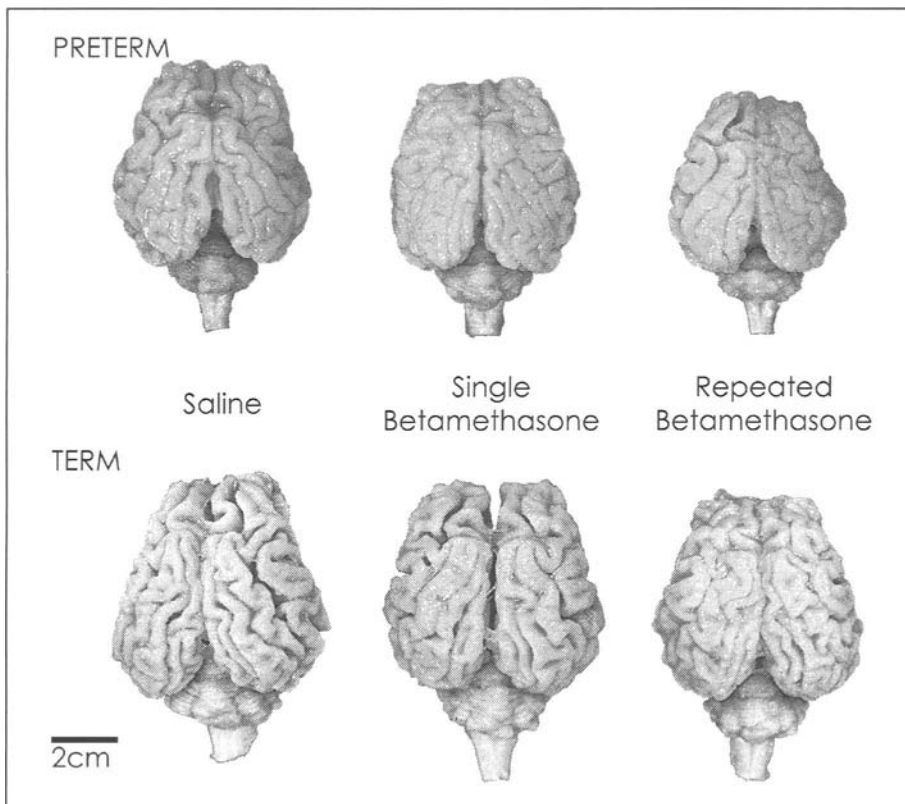 PRETERM
Saline
Single
Betamethasone
Repeated
Betamethasone
TERM
2cm